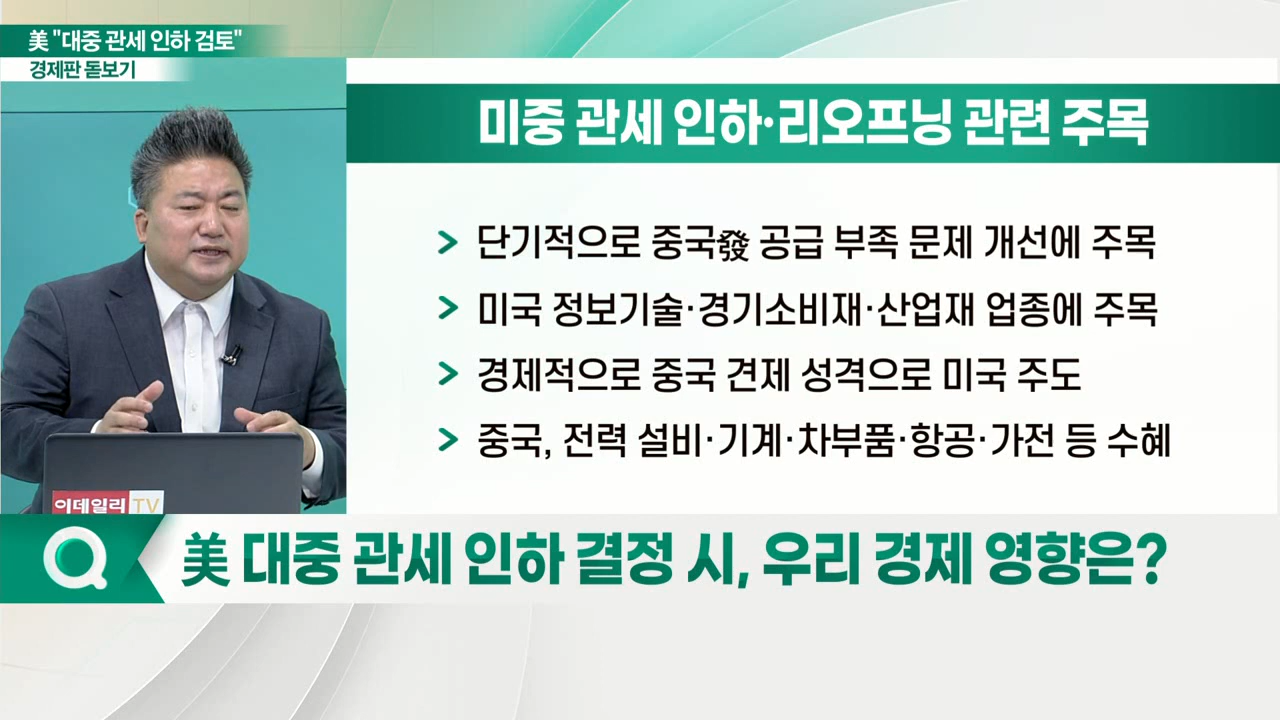 美 "대중 관세 인하 검토"
경제판 돋보기
미중 관세 인하·리오프닝 관련 주목
> 단기적으로 중국發 공급 부족 문제 개선에 주목
> 미국 정보기술·경기소비재·산업재 업종에 주목
> 경제적으로 중국 견제 성격으로 미국 주도
> 중국, 전력 설비·기계·차부품·항공·가전 등 수혜
이데일리 TV
Q 美 대중 관세 인하 결정 시, 우리 경제 영향은?